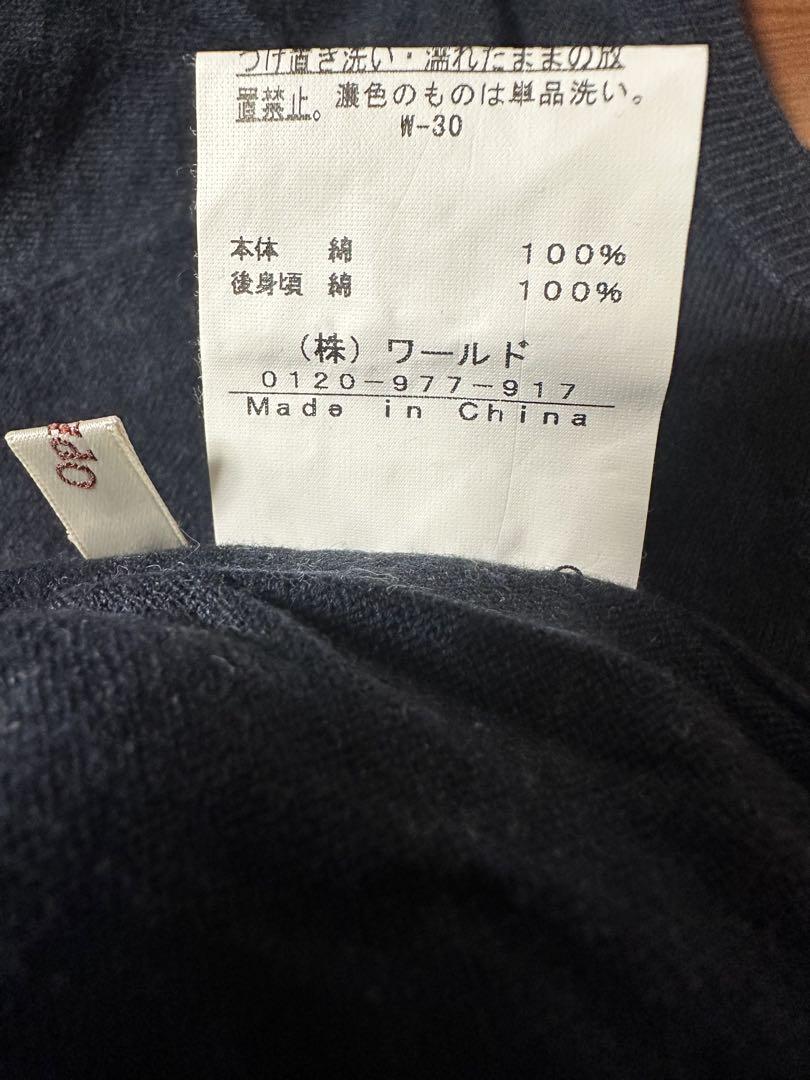 つけ置き洗い・濡れたままの放
置禁止。濃色のものは単品洗い。
W-30
本体 綿 100%
後身頃 綿 100%
(株)ワールド
0120-977-917
Made in China